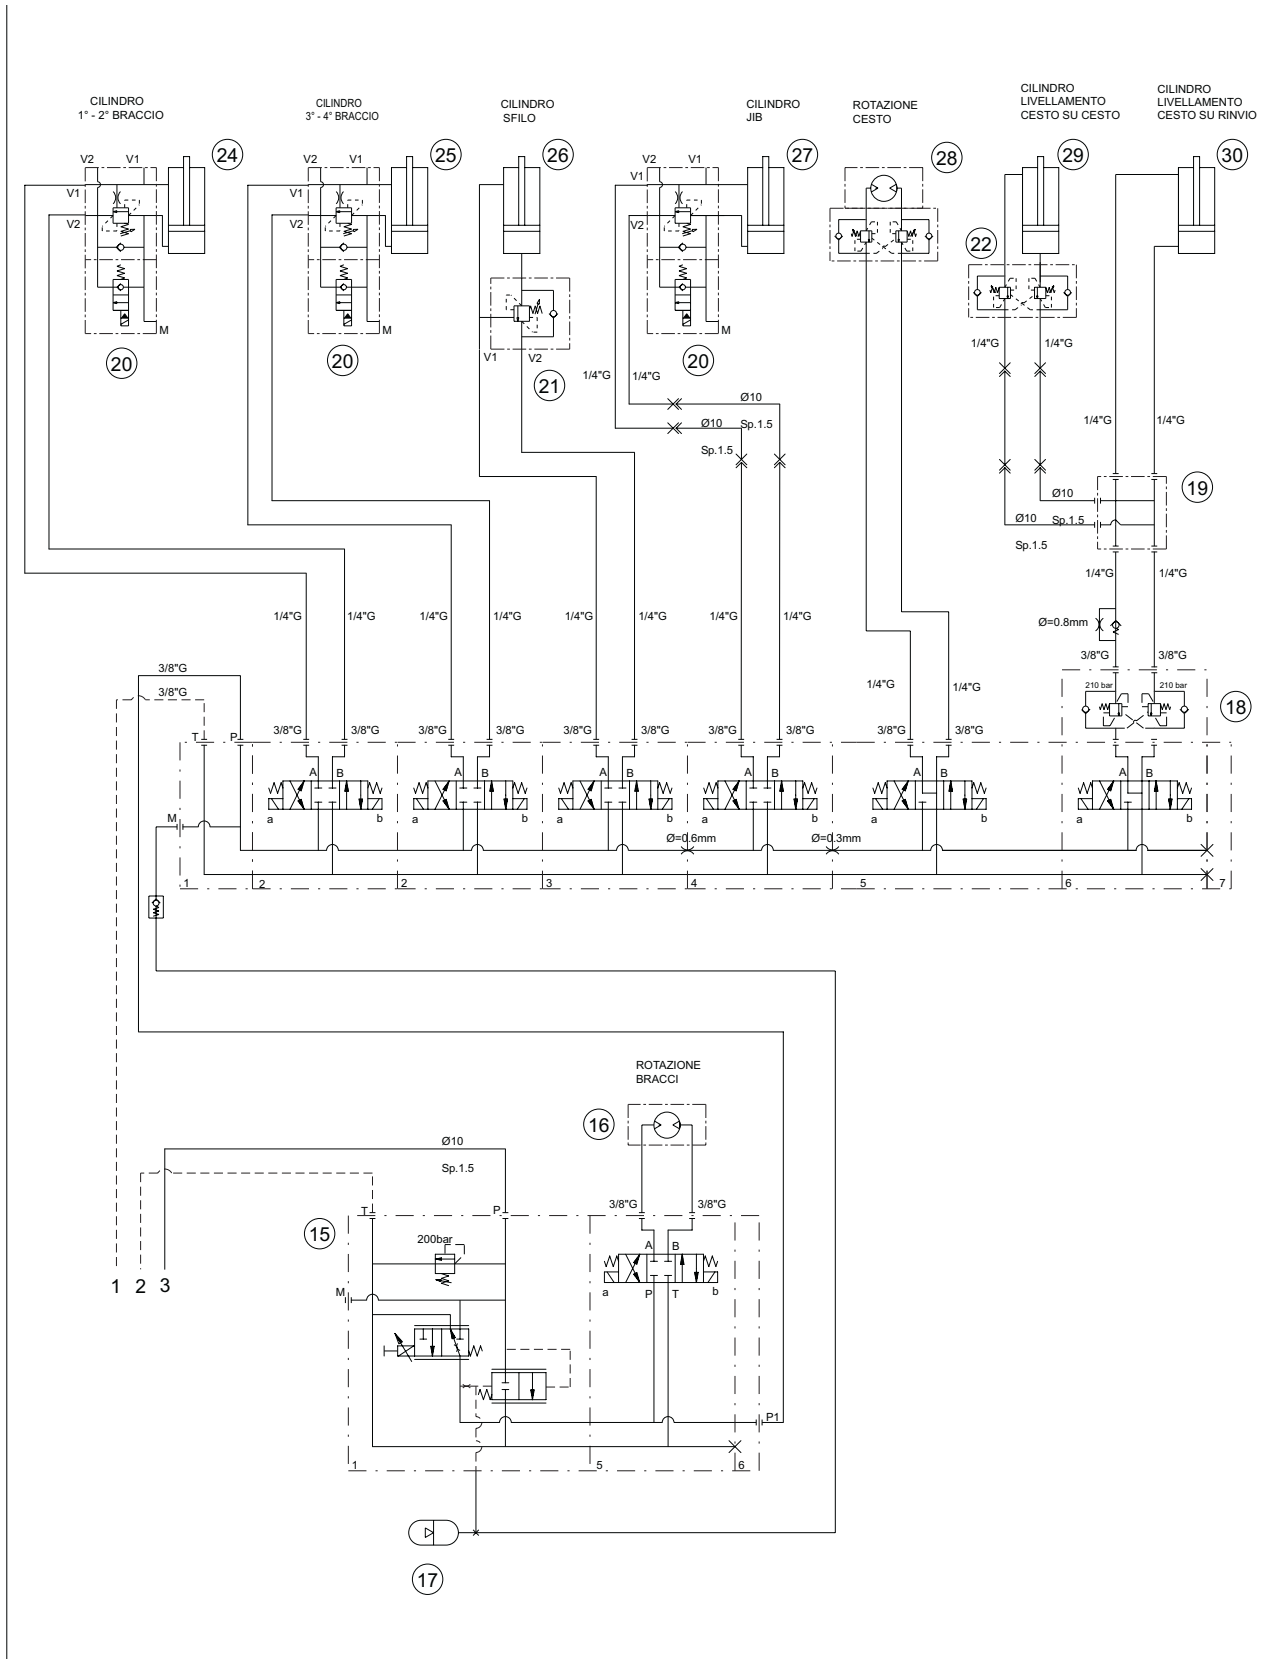 CILINDRO
1° - 2° BRACCIO
CILINDRO
3° - 4° BRACCIO
CILINDRO
SFILO
CILINDRO
JIB
ROTAZIONE
CESTO
CILINDRO
LIVELLAMENTO
CESTO SU CESTO
CILINDRO
LIVELLAMENTO
CESTO SU RINVIO
24
25
26
27
28
29
30
V2 V1
V1
V2
M
20
V2 V1
V1
V2
M
20
V1 V2
21
V2 V1
V1
V2
M
20
22
1/4"G 1/4"G
1/4"G 1/4"G
Ø10
Sp.1.5
Ø10
Sp.1.5
1/4"G 1/4"G
19
Ø10
Sp.1.5
Ø10
Sp.1.5
1/4"G 1/4"G
Ø=0.8mm
1/4"G 1/4"G 1/4"G 1/4"G 1/4"G 1/4"G 1/4"G 1/4"G
3/8"G 3/8"G
3/8"G
3/8"G
1/4"G 1/4"G
210 bar 210 bar
18
T P
3/8"G 3/8"G 3/8"G 3/8"G 3/8"G 3/8"G 3/8"G 3/8"G 3/8"G 3/8"G
A B A B A B A B A B A B
a b a b a b a b a b a b
M
Ø=0.6mm Ø=0.3mm
1 2 2 3 4 5 6 7
ROTAZIONE
BRACCI
16
Ø10
Sp.1.5
3/8"G 3/8"G
T P
15
200bar
A B
a P T b
M
1 2 3
P1
1 5 6
17